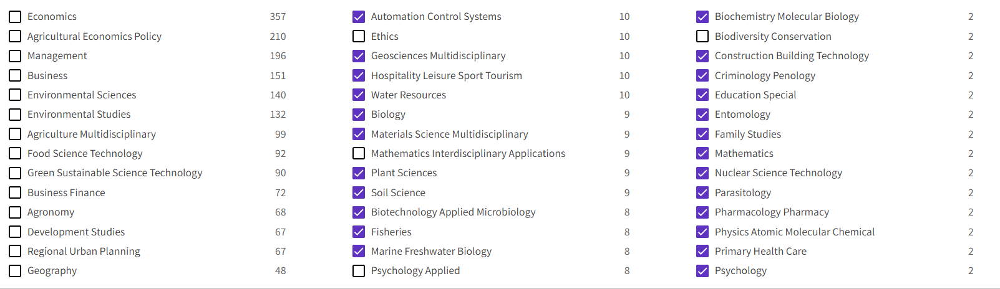 Economics 357
Agricultural Economics Policy 210
Management 196
Business 151
Environmental Sciences 140
Environmental Studies 132
Agriculture Multidisciplinary 99
Food Science Technology 92
Green Sustainable Science Technology 90
Business Finance 72
Agronomy 68
Development Studies 67
Regional Urban Planning 67
Geography 48
Automation Control Systems 10
Ethics 10
Geosciences Multidisciplinary 10
Hospitality Leisure Sport Tourism 10
Water Resources 10
Biology 9
Materials Science Multidisciplinary 9
Mathematics Interdisciplinary Applications 9
Plant Sciences 9
Soil Science 9
Biotechnology Applied Microbiology 8
Fisheries 8
Marine Freshwater Biology 8
Psychology Applied 8
Biochemistry Molecular Biology 2
Biodiversity Conservation 2
Construction Building Technology 2
Criminology Penology 2
Education Special 2
Entomology 2
Family Studies 2
Mathematics 2
Nuclear Science Technology 2
Parasitology 2
Pharmacology Pharmacy 2
Physics Atomic Molecular Chemical 2
Primary Health Care 2
Psychology 2